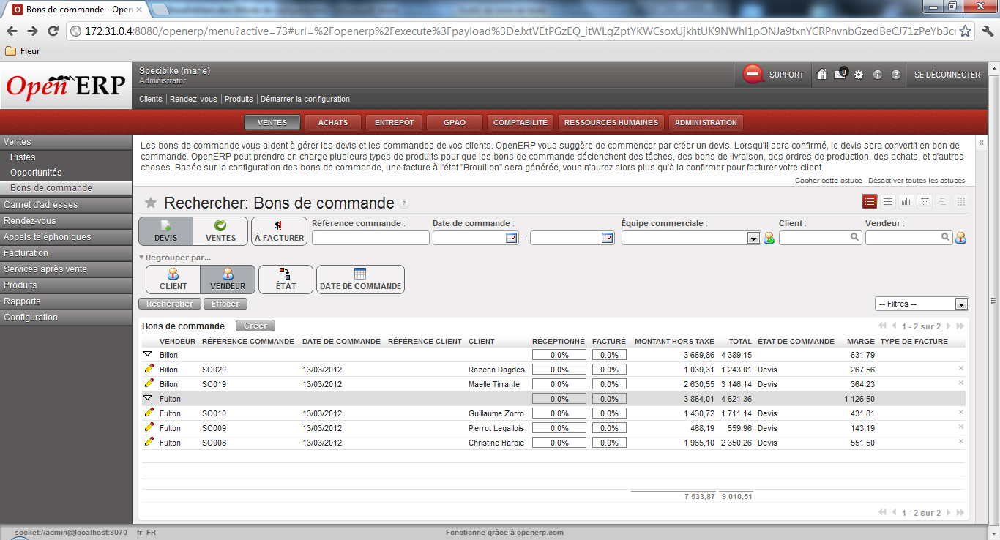 Bons de commande - Open
172.31.0.4:8080/openerp/menu?active=73#url=%2Fopenerp%2Fexecute%3Fpayload%3DeJxtVEtPGzEQ_itWLgZptYKWCsoxUjkhtUK9NWhl1pONJa9txnYCRPnvnbGzedBeCJ71zPeYb3cr
Fleur
Open ERP
Specibike (marie)
Administrator
SUPPORT
0
SE DÉCONNECTER
Clients | Rendez-vous | Produits | Démarrer la configuration
VENTES ACHATS ENTREPÔT GPAO COMPTABILITÉ RESSOURCES HUMAINES ADMINISTRATION
Ventes
Pistes
Opportunités
Bons de commande
Carnet d'adresses
Rendez-vous
Appels téléphoniques
Facturation
Services après vente
Produits
Rapports
Configuration
Les bons de commande vous aident à gérer les devis et les commandes de vos clients. OpenERP vous suggère de commencer par créer un devis. Lorsqu'il sera confirmé, le devis sera convertit en bon de
commande. OpenERP peut prendre en charge plusieurs types de produits pour que les bons de commande déclenchent des tâches, des bons de livraison, des ordres de production, des achats, et d'autres
choses. Basée sur la configuration des bons de commande, une facture à l'état "Brouillon" sera générée, vous n'aurez alors plus qu'à la confirmer pour facturer votre client.
Cacher cette astuce Désactiver toutes les astuces
«
Rechercher: Bons de commande ?
DEVIS VENTES À FACTURER
Référence commande : Date de commande : Équipe commerciale : Client : Vendeur :
-
Regrouper par...
CLIENT VENDEUR ÉTAT DATE DE COMMANDE
Rechercher Effacer
-- Filtres --
Bons de commande Créer
1 - 2 sur 2
VENDEUR RÉFÉRENCE COMMANDE DATE DE COMMANDE RÉFÉRENCE CLIENT CLIENT RÉCEPTIONNÉ FACTURÉ MONTANT HORS-TAXE TOTAL ÉTAT DE COMMANDE MARGE TYPE DE FACTURE
Billon 0.0% 0.0% 3 669,86 4 389,15 631,79
Billon SO020 13/03/2012 Rozenn Dagdes 0.0% 0.0% 1 039,31 1 243,01 Devis 267,56
Billon SO019 13/03/2012 Maelle Tirrante 0.0% 0.0% 2 630,55 3 146,14 Devis 364,23
Fulton 0.0% 0.0% 3 864,01 4 621,36 1 126,50
Fulton SO010 13/03/2012 Guillaume Zorro 0.0% 0.0% 1 430,72 1 711,14 Devis 431,81
Fulton SO009 13/03/2012 Pierrot Legallois 0.0% 0.0% 468,19 559,96 Devis 143,19
Fulton SO008 13/03/2012 Christine Harpie 0.0% 0.0% 1 965,10 2 350,26 Devis 551,50
7 533,87 9 010,51
1 - 2 sur 2
socket://admin@localhost:8070 fr_FR
Fonctionne grâce à openerp.com